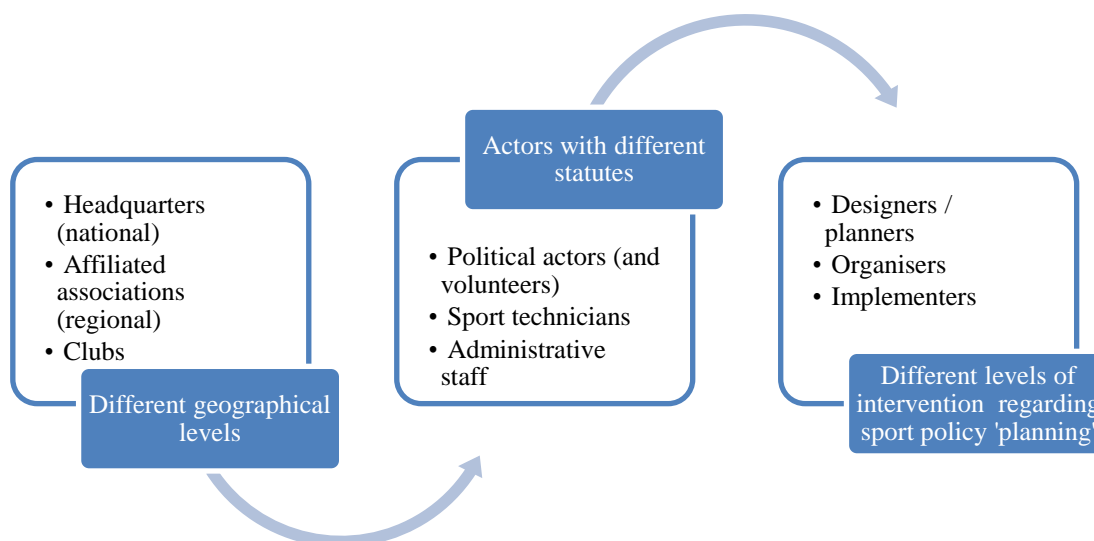 • Headquarters
(national)
• Affiliated
associations
(regional)
• Clubs
Different geographical
levels
Actors with different
statutes
• Political actors (and
volunteers)
• Sport technicians
• Administrative
staff
• Designers /
planners
• Organisers
• Implementers
Different levels of
intervention regarding
sport policy 'planning'